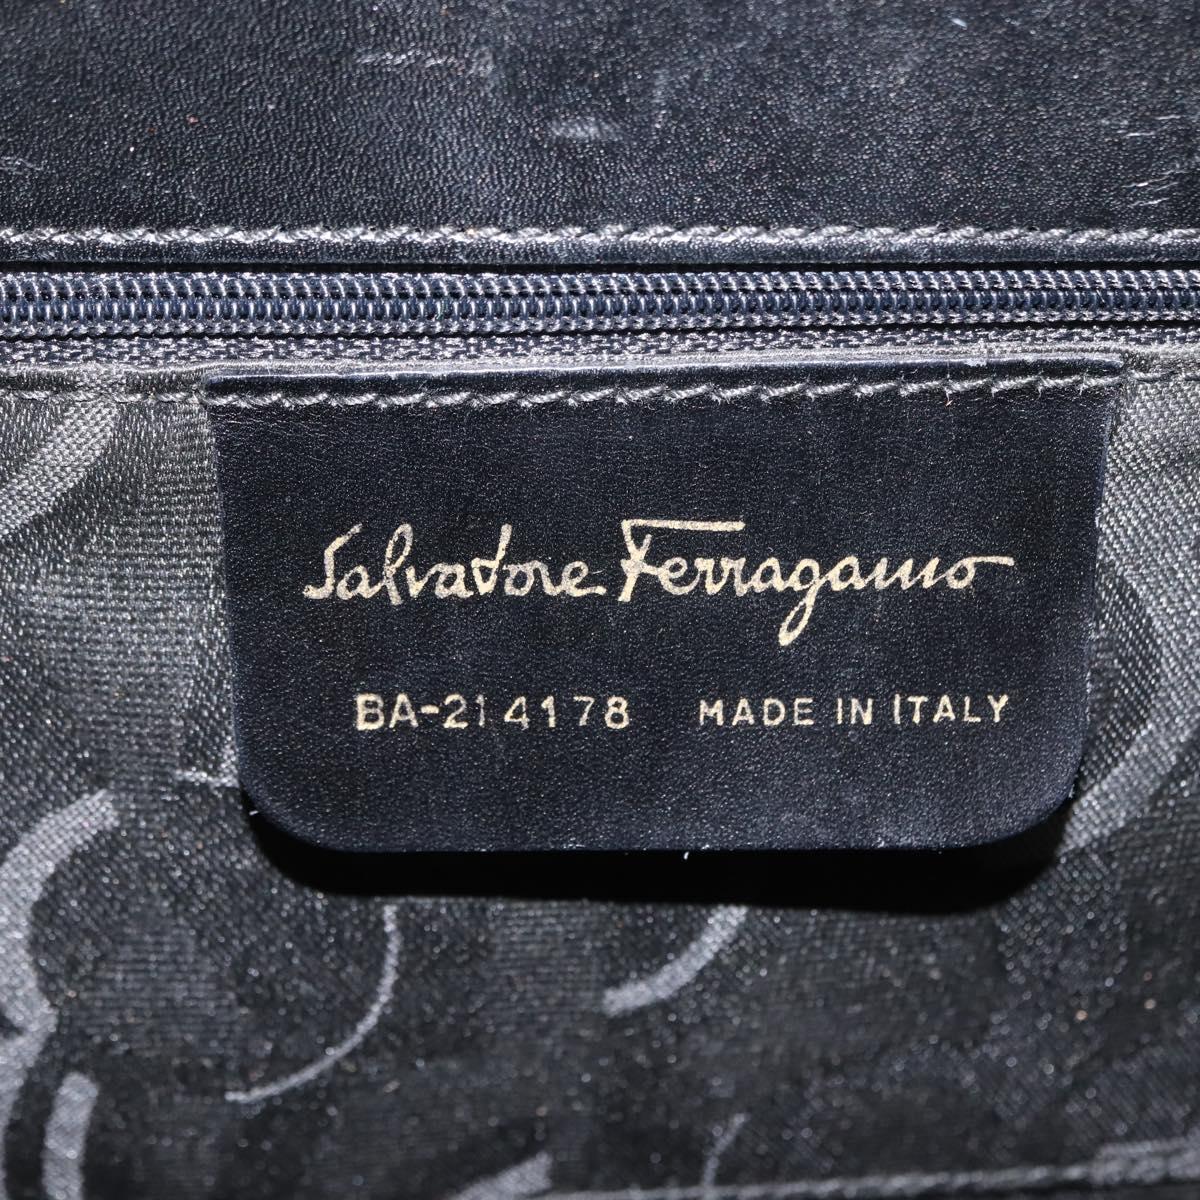 Salvatore Ferragamo
BA-21 4178 MADE IN ITALY